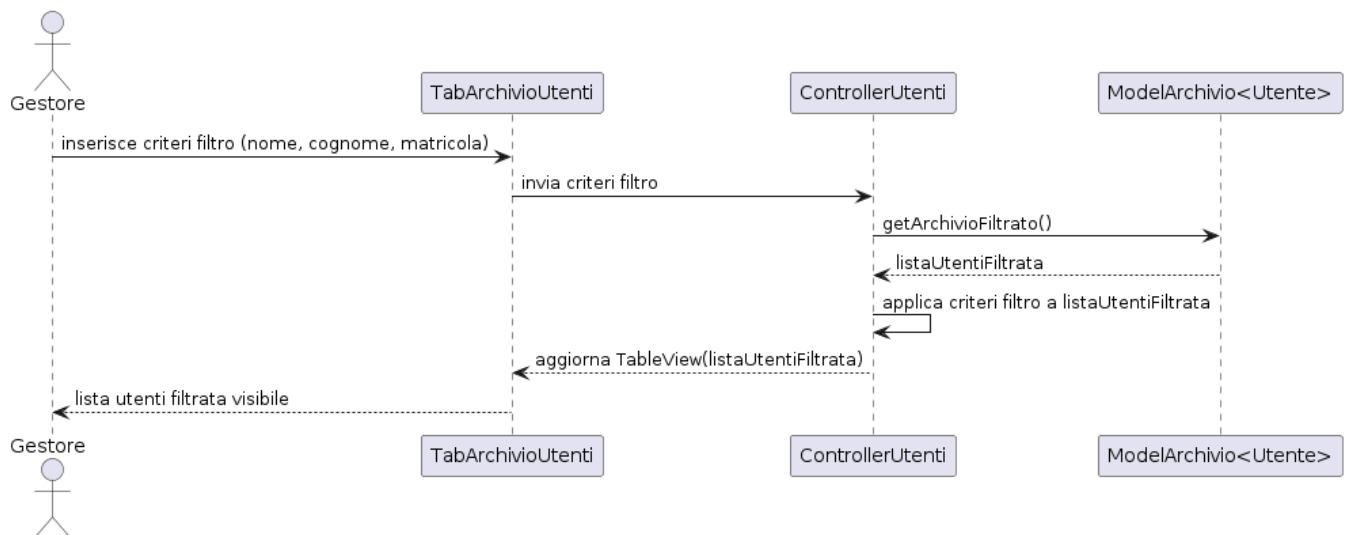 Gestore
TabArchivioUtenti
ControllerUtenti
ModelArchivio<Utente>
inserisce criteri filtro (nome, cognome, matricola)
invia criteri filtro
getArchivioFiltrato()
listaUtentiFiltrata
applica criteri filtro a listaUtentiFiltrata
aggiorna TableView(listaUtentiFiltrata)
lista utenti filtrata visibile
Gestore
TabArchivioUtenti
ControllerUtenti
ModelArchivio<Utente>